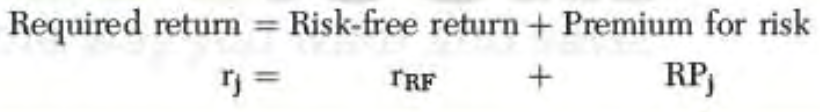 Required return = Risk-free return + Premium for risk
rj = rRF + RPj